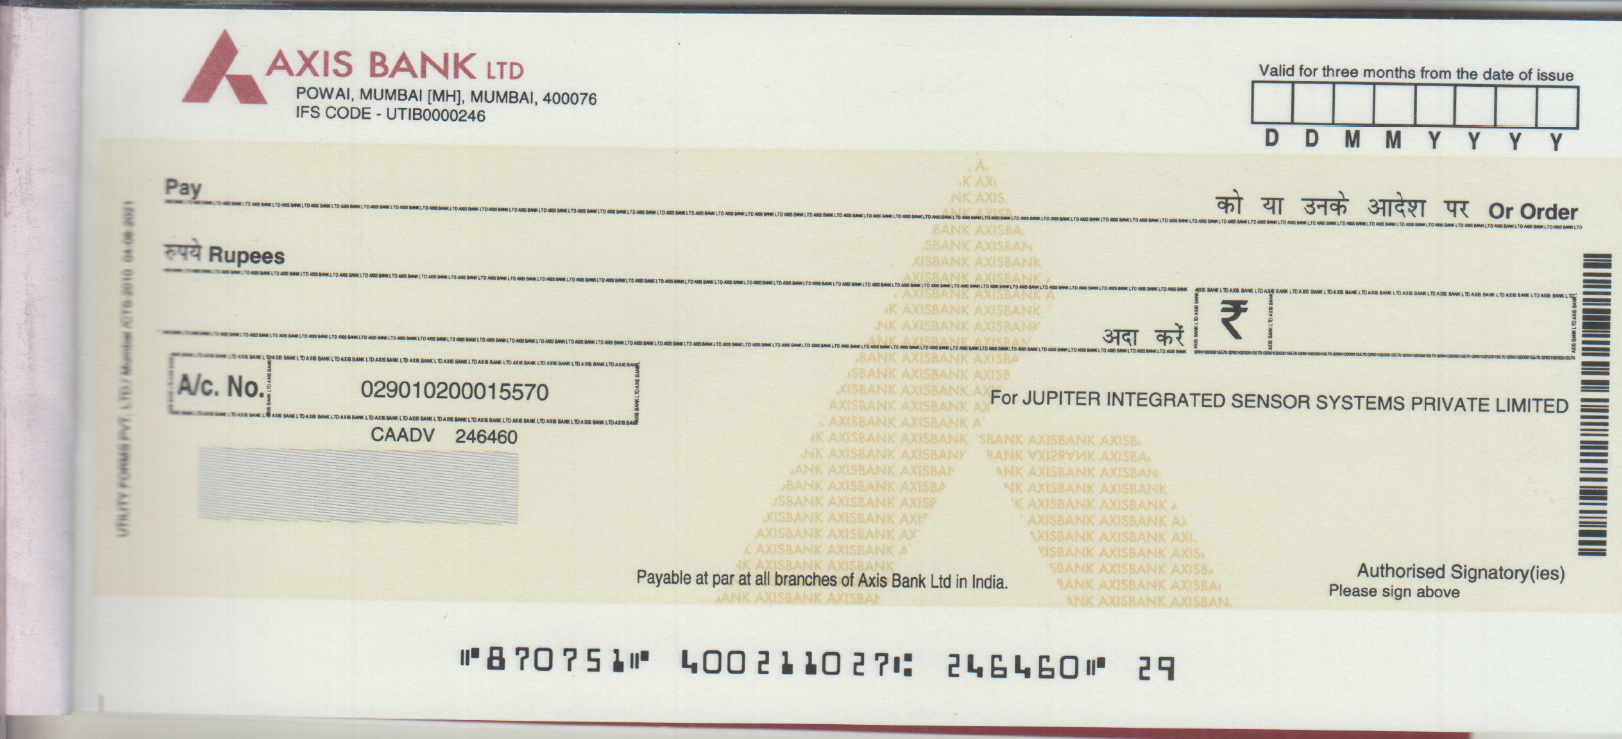 AXIS BANK LTD
POWAI, MUMBAI [MH], MUMBAI, 400076
IFS CODE - UTIB0000246
Valid for three months from the date of issue
D D M M Y Y Y Y
Pay
को या उनके आदेश पर Or Order
रुपये Rupees
अदा करें ₹
A/c. No. 029010200015570
CAADV 246460
For JUPITER INTEGRATED SENSOR SYSTEMS PRIVATE LIMITED
Payable at par at all branches of Axis Bank Ltd in India.
Authorised Signatory(ies)
Please sign above
⑈870751⑈ 400211027⑆ 246460⑈ 29
UTILITY FORMS PVT. LTD./ Mumbai /CTS-2010 04-08-2021